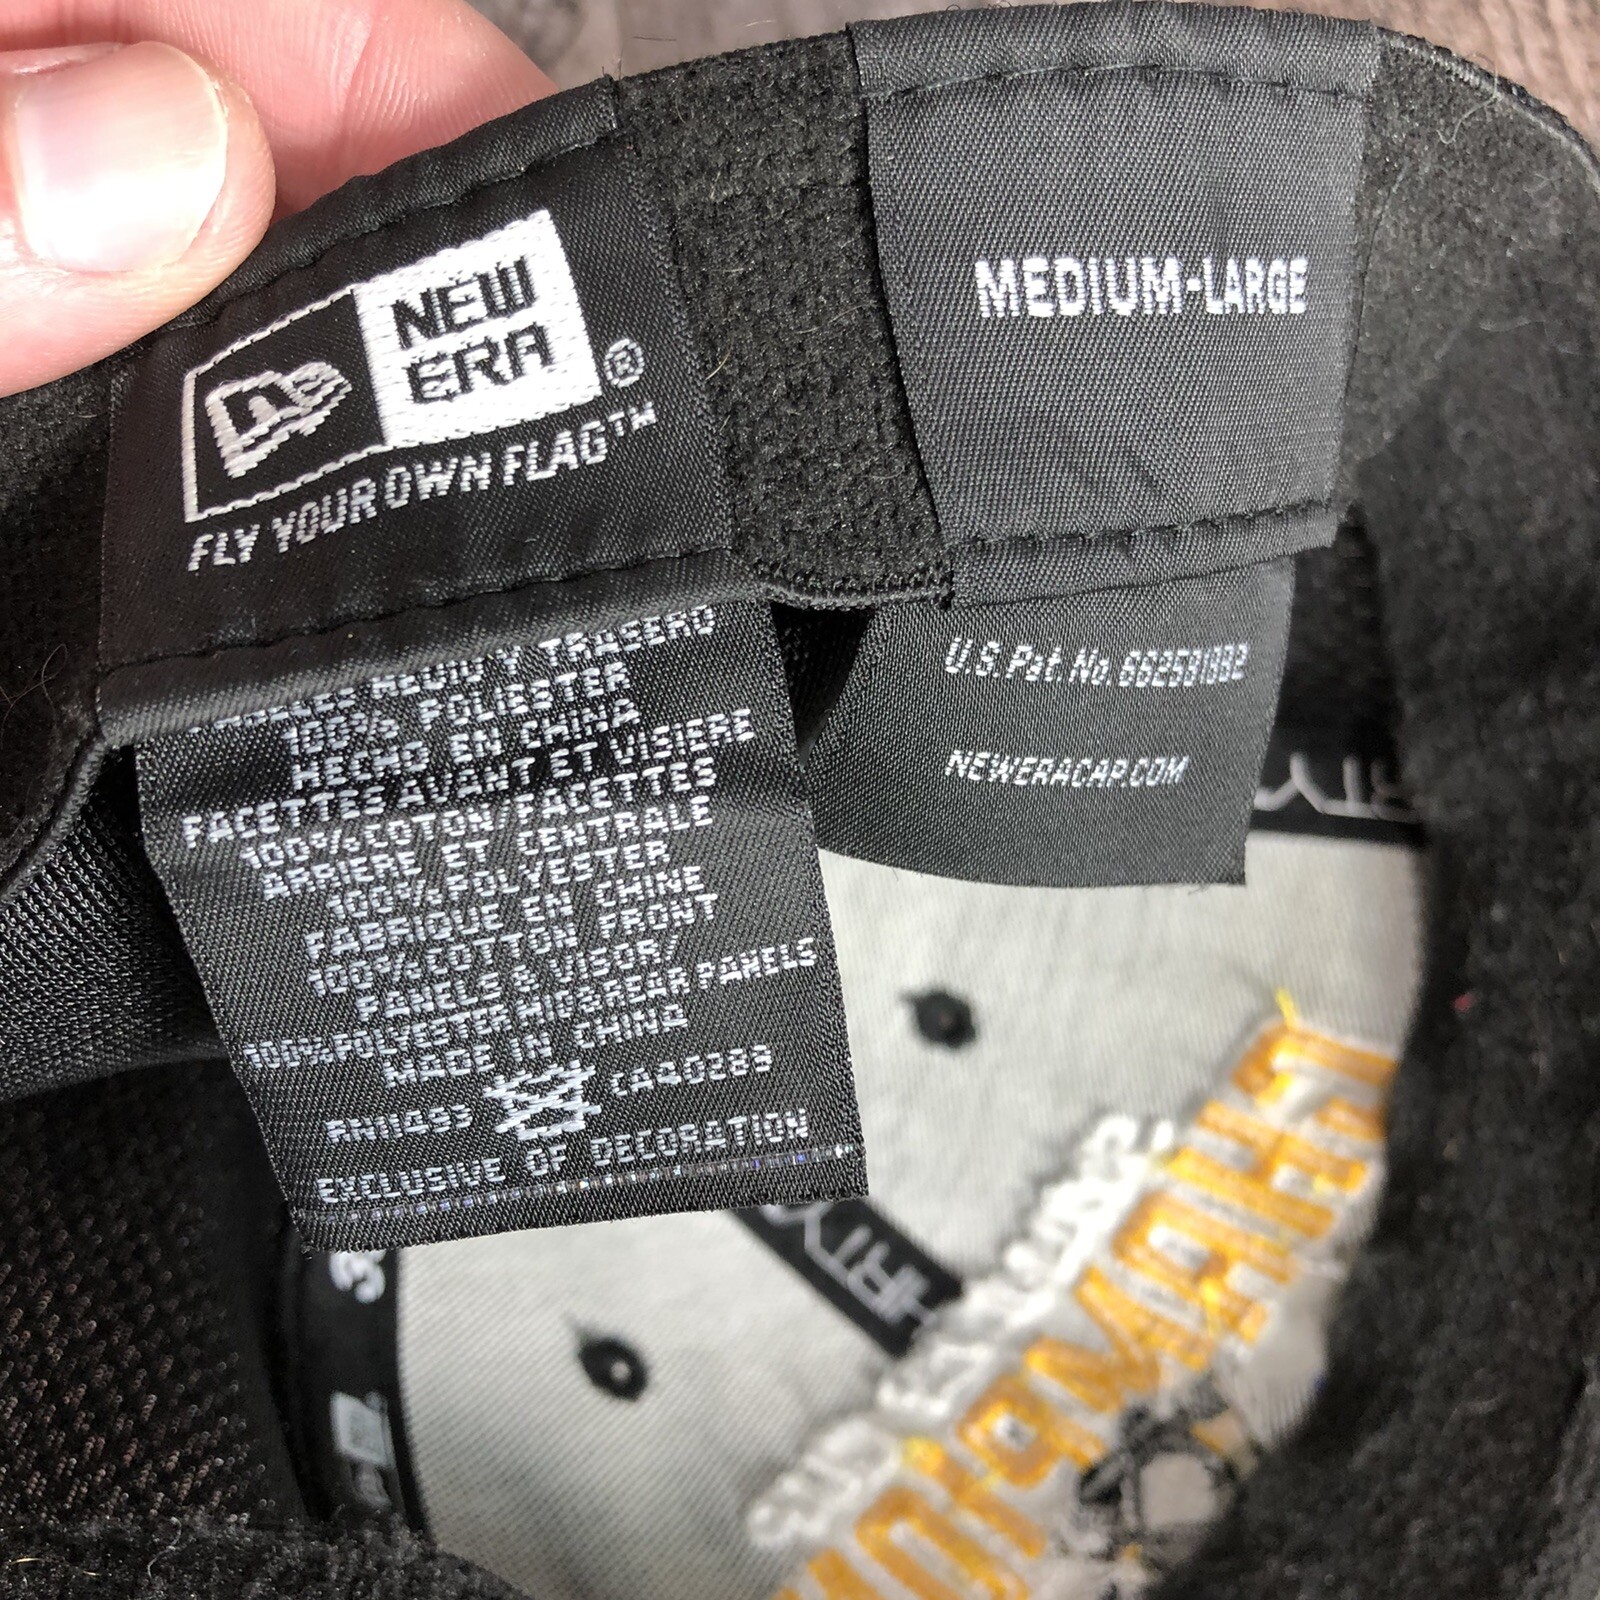 NEW
ERA®
FLY YOUR OWN FLAG™
MEDIUM-LARGE
Y TRASERO
100% POLIESTER
HECHO EN CHINA
FACETTES AVANT ET VISIERE
100% COTON/FACETTES
ARRIERE ET CENTRALE
100% POLYESTER
FABRIQUE EN CHINE
100% COTTON FRONT
PANELS & VISOR/
100% POLYESTER MID&REAR PANELS
MADE IN CHINA
RN11493 CA40288
EXCLUSIVE OF DECORATION
U.S. Pat. No.
NEWERACAP.COM